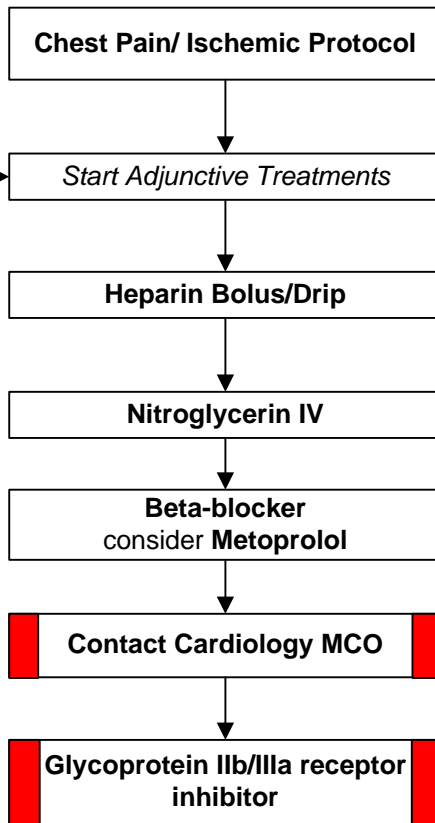 Chest Pain/ Ischemic Protocol
Start Adjunctive Treatments
Heparin Bolus/Drip
Nitroglycerin IV
Beta-blocker
consider Metoprolol
Contact Cardiology MCO
Glycoprotein IIb/IIIa receptor
inhibitor